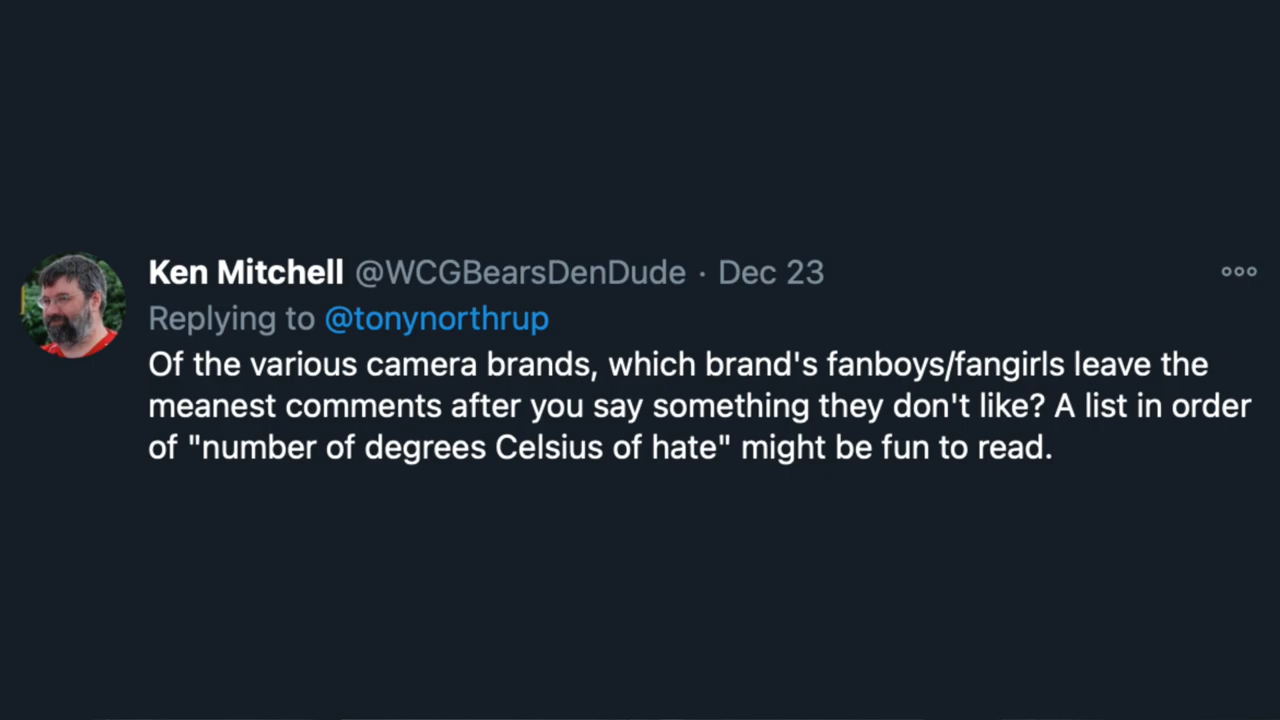 Ken Mitchell @WCGBearsDenDude · Dec 23
Replying to @tonynorthrup
Of the various camera brands, which brand's fanboys/fangirls leave the
meanest comments after you say something they don't like? A list in order
of "number of degrees Celsius of hate" might be fun to read.